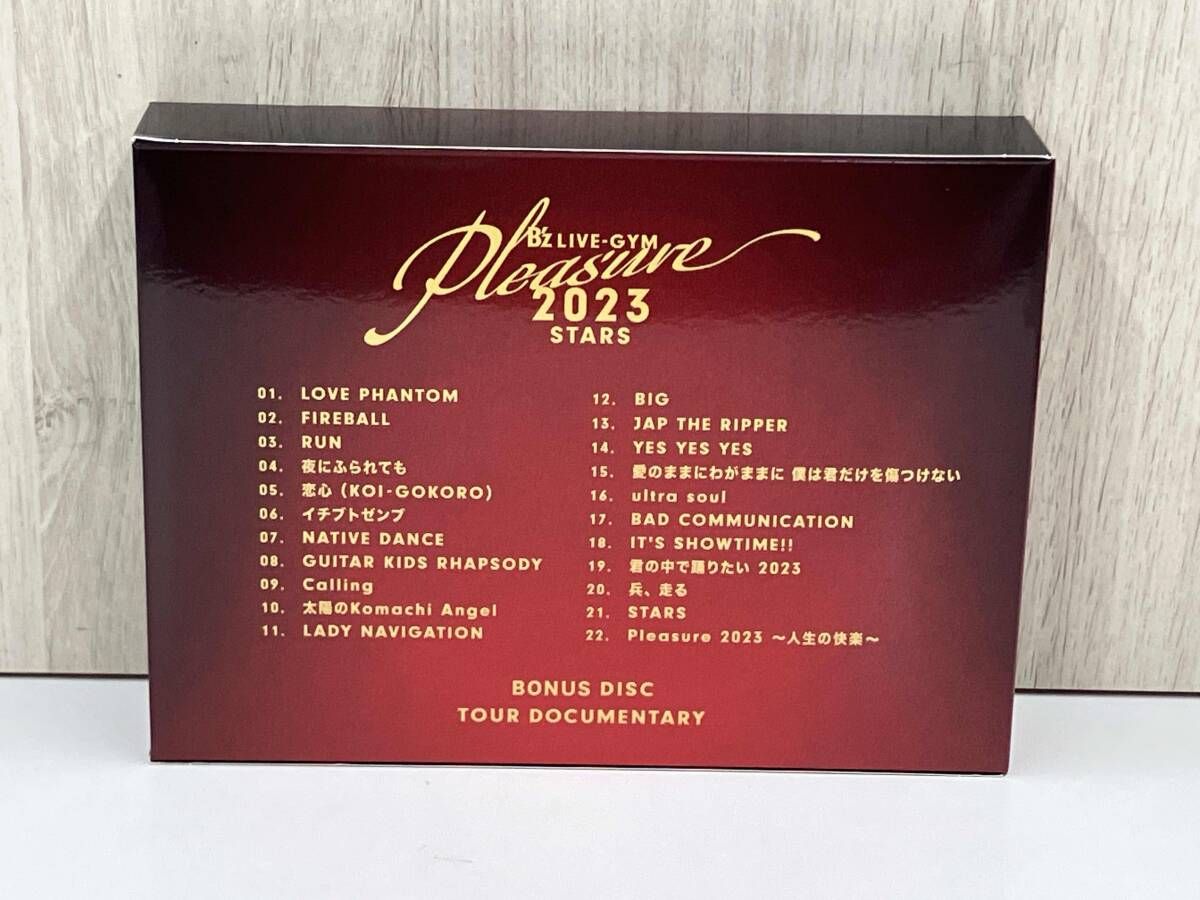 B'z LIVE-GYM
Pleasure
2023
STARS
01. LOVE PHANTOM
02. FIREBALL
03. RUN
04. 夜にふられても
05. 恋心 (KOI-GOKORO)
06. イチブトゼンブ
07. NATIVE DANCE
08. GUITAR KIDS RHAPSODY
09. Calling
10. 太陽のKomachi Angel
11. LADY NAVIGATION
12. BIG
13. JAP THE RIPPER
14. YES YES YES
15. 愛のままにわがままに 僕は君だけを傷つけない
16. ultra soul
17. BAD COMMUNICATION
18. IT'S SHOWTIME!!
19. 君の中で踊りたい 2023
20. 兵、走る
21. STARS
22. Pleasure 2023 ～人生の快楽～
BONUS DISC
TOUR DOCUMENTARY